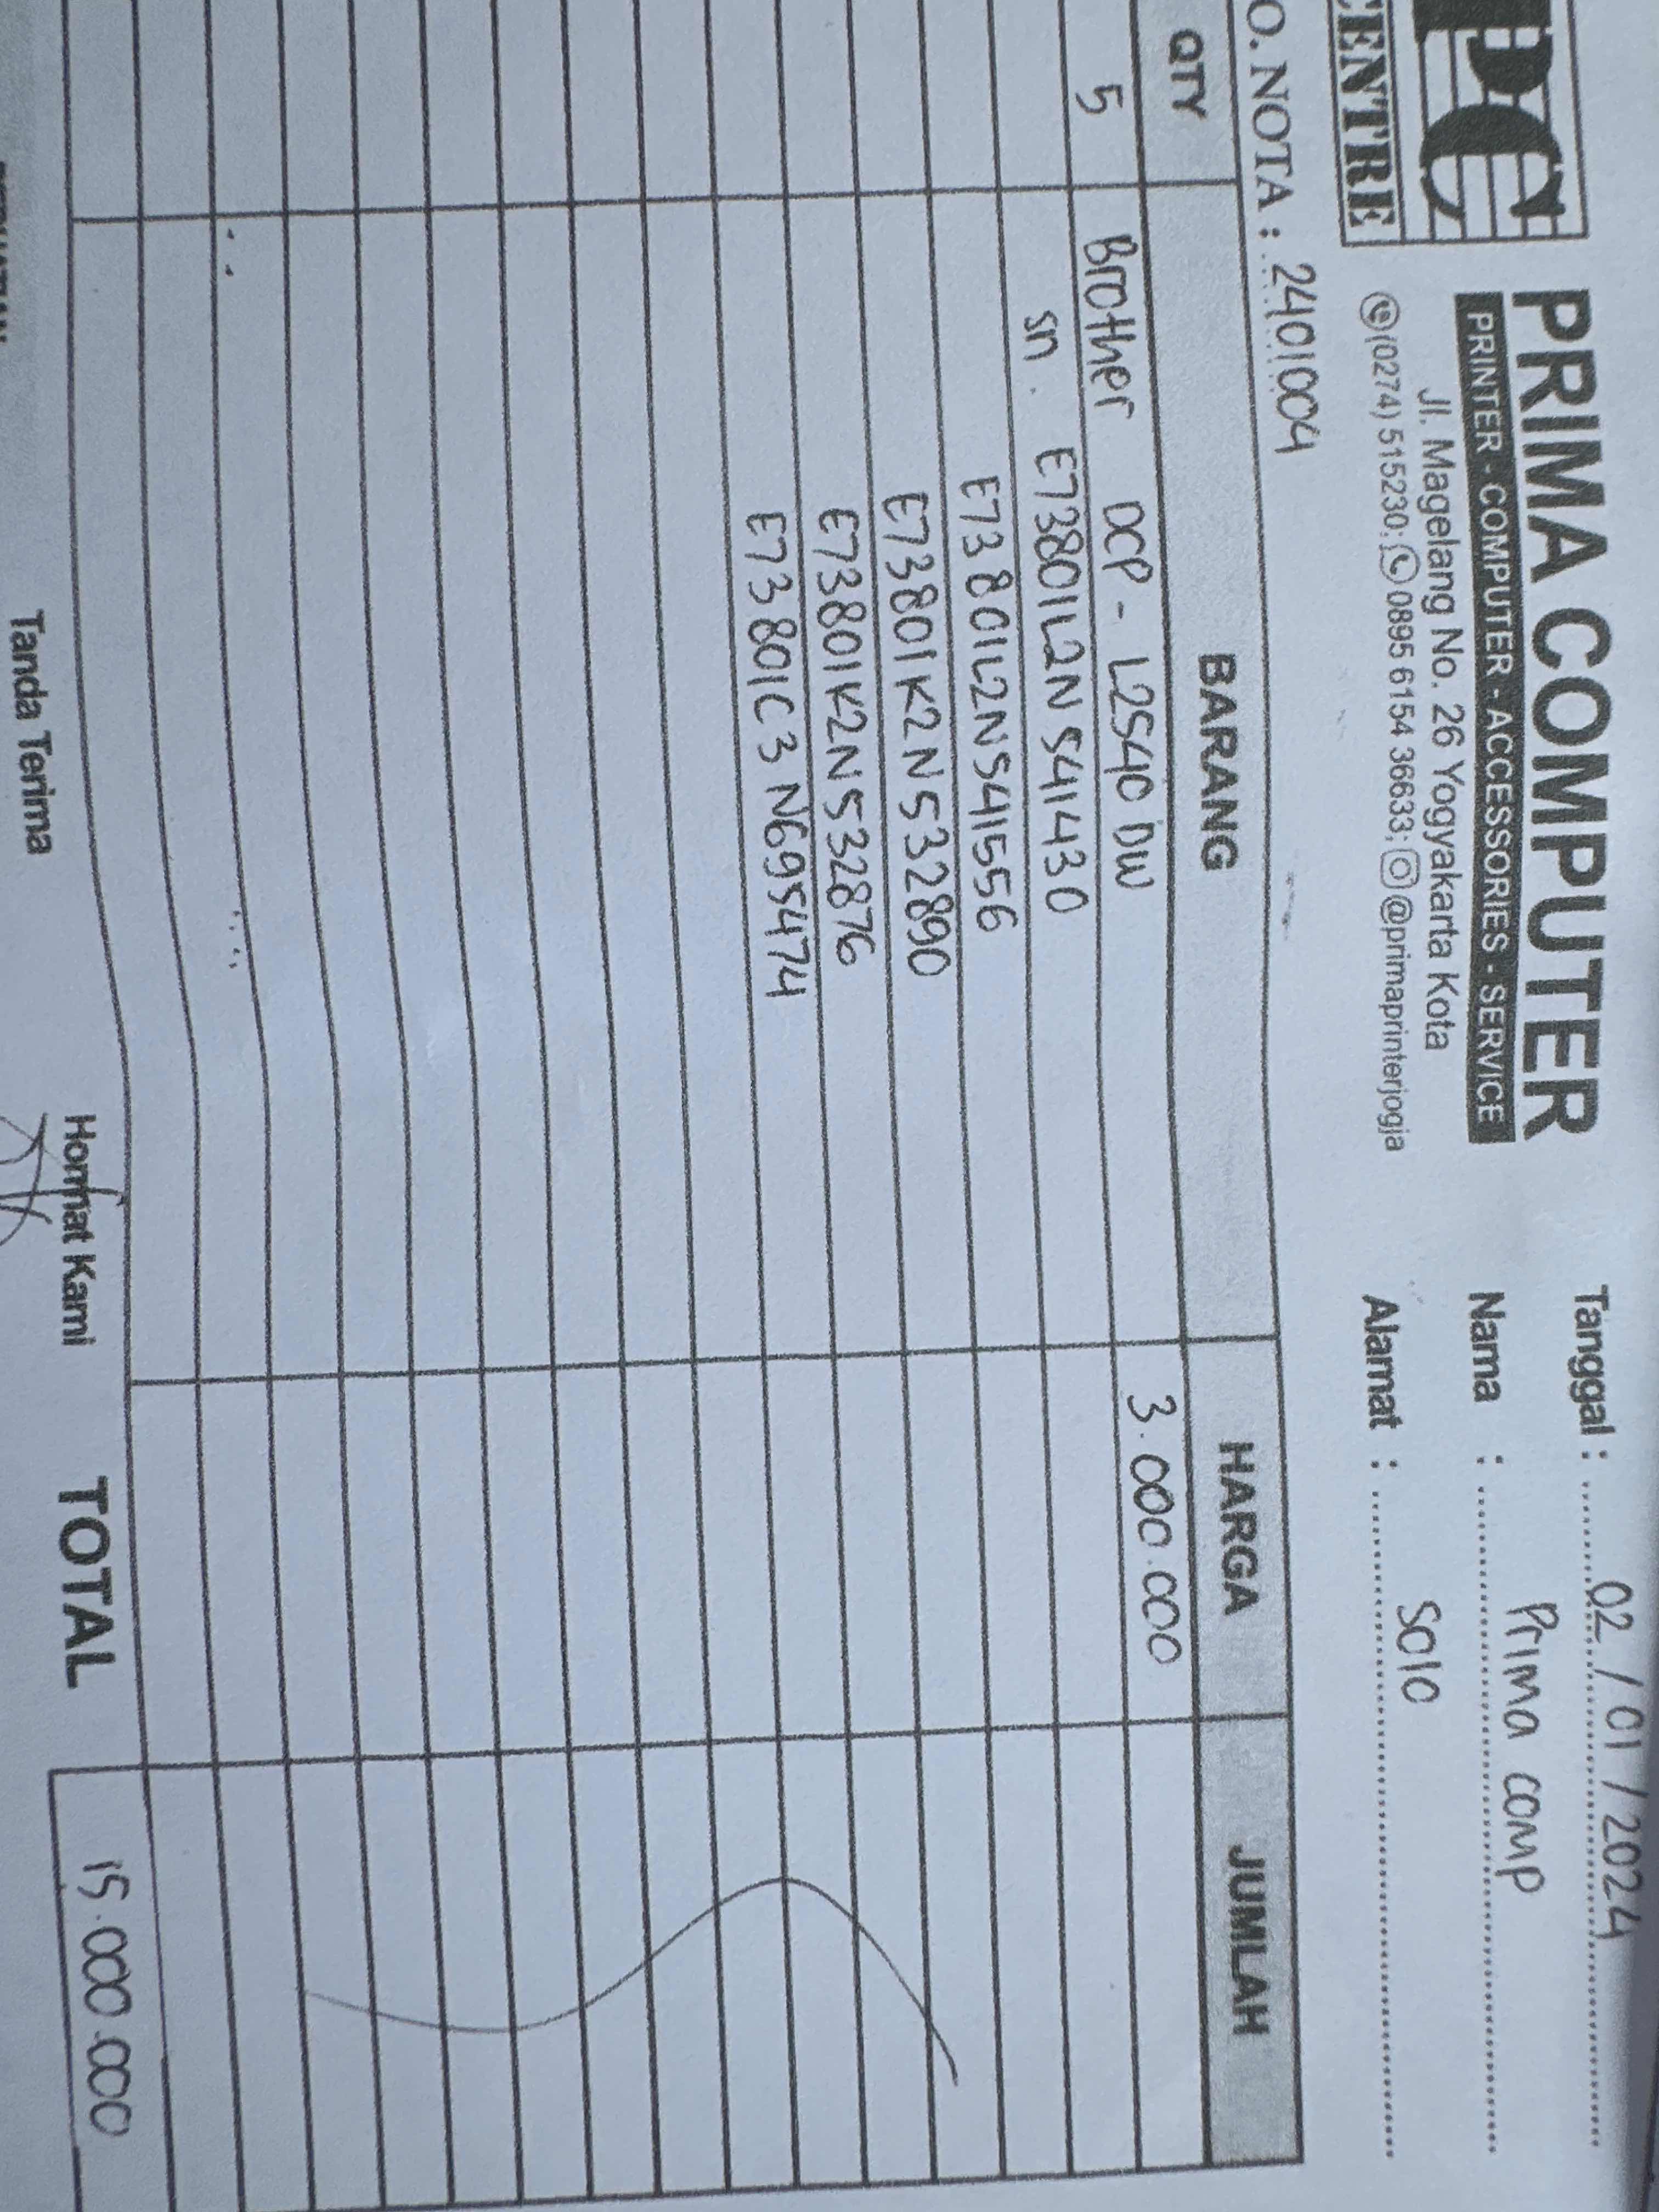 PC
CENTRE
PRIMA COMPUTER
PRINTER - COMPUTER - ACCESSORIES - SERVICE
Jl. Magelang No. 26 Yogyakarta Kota
(0274) 515230; 0895 6154 36633; @primaprinterjogja
Tanggal : 02 / 01 / 2024
Nama : Prima comp
Alamat : Solo
O. NOTA : 2401004
QTY BARANG HARGA JUMLAH
5 Brother DCP - L2540 DW 3.000.000
sn. E73801L2N541430
E73801L2N541556
E73801K2N532890
E73801K2N532876
E73801C3N695474
Tanda Terima Hormat Kami TOTAL 15.000.000